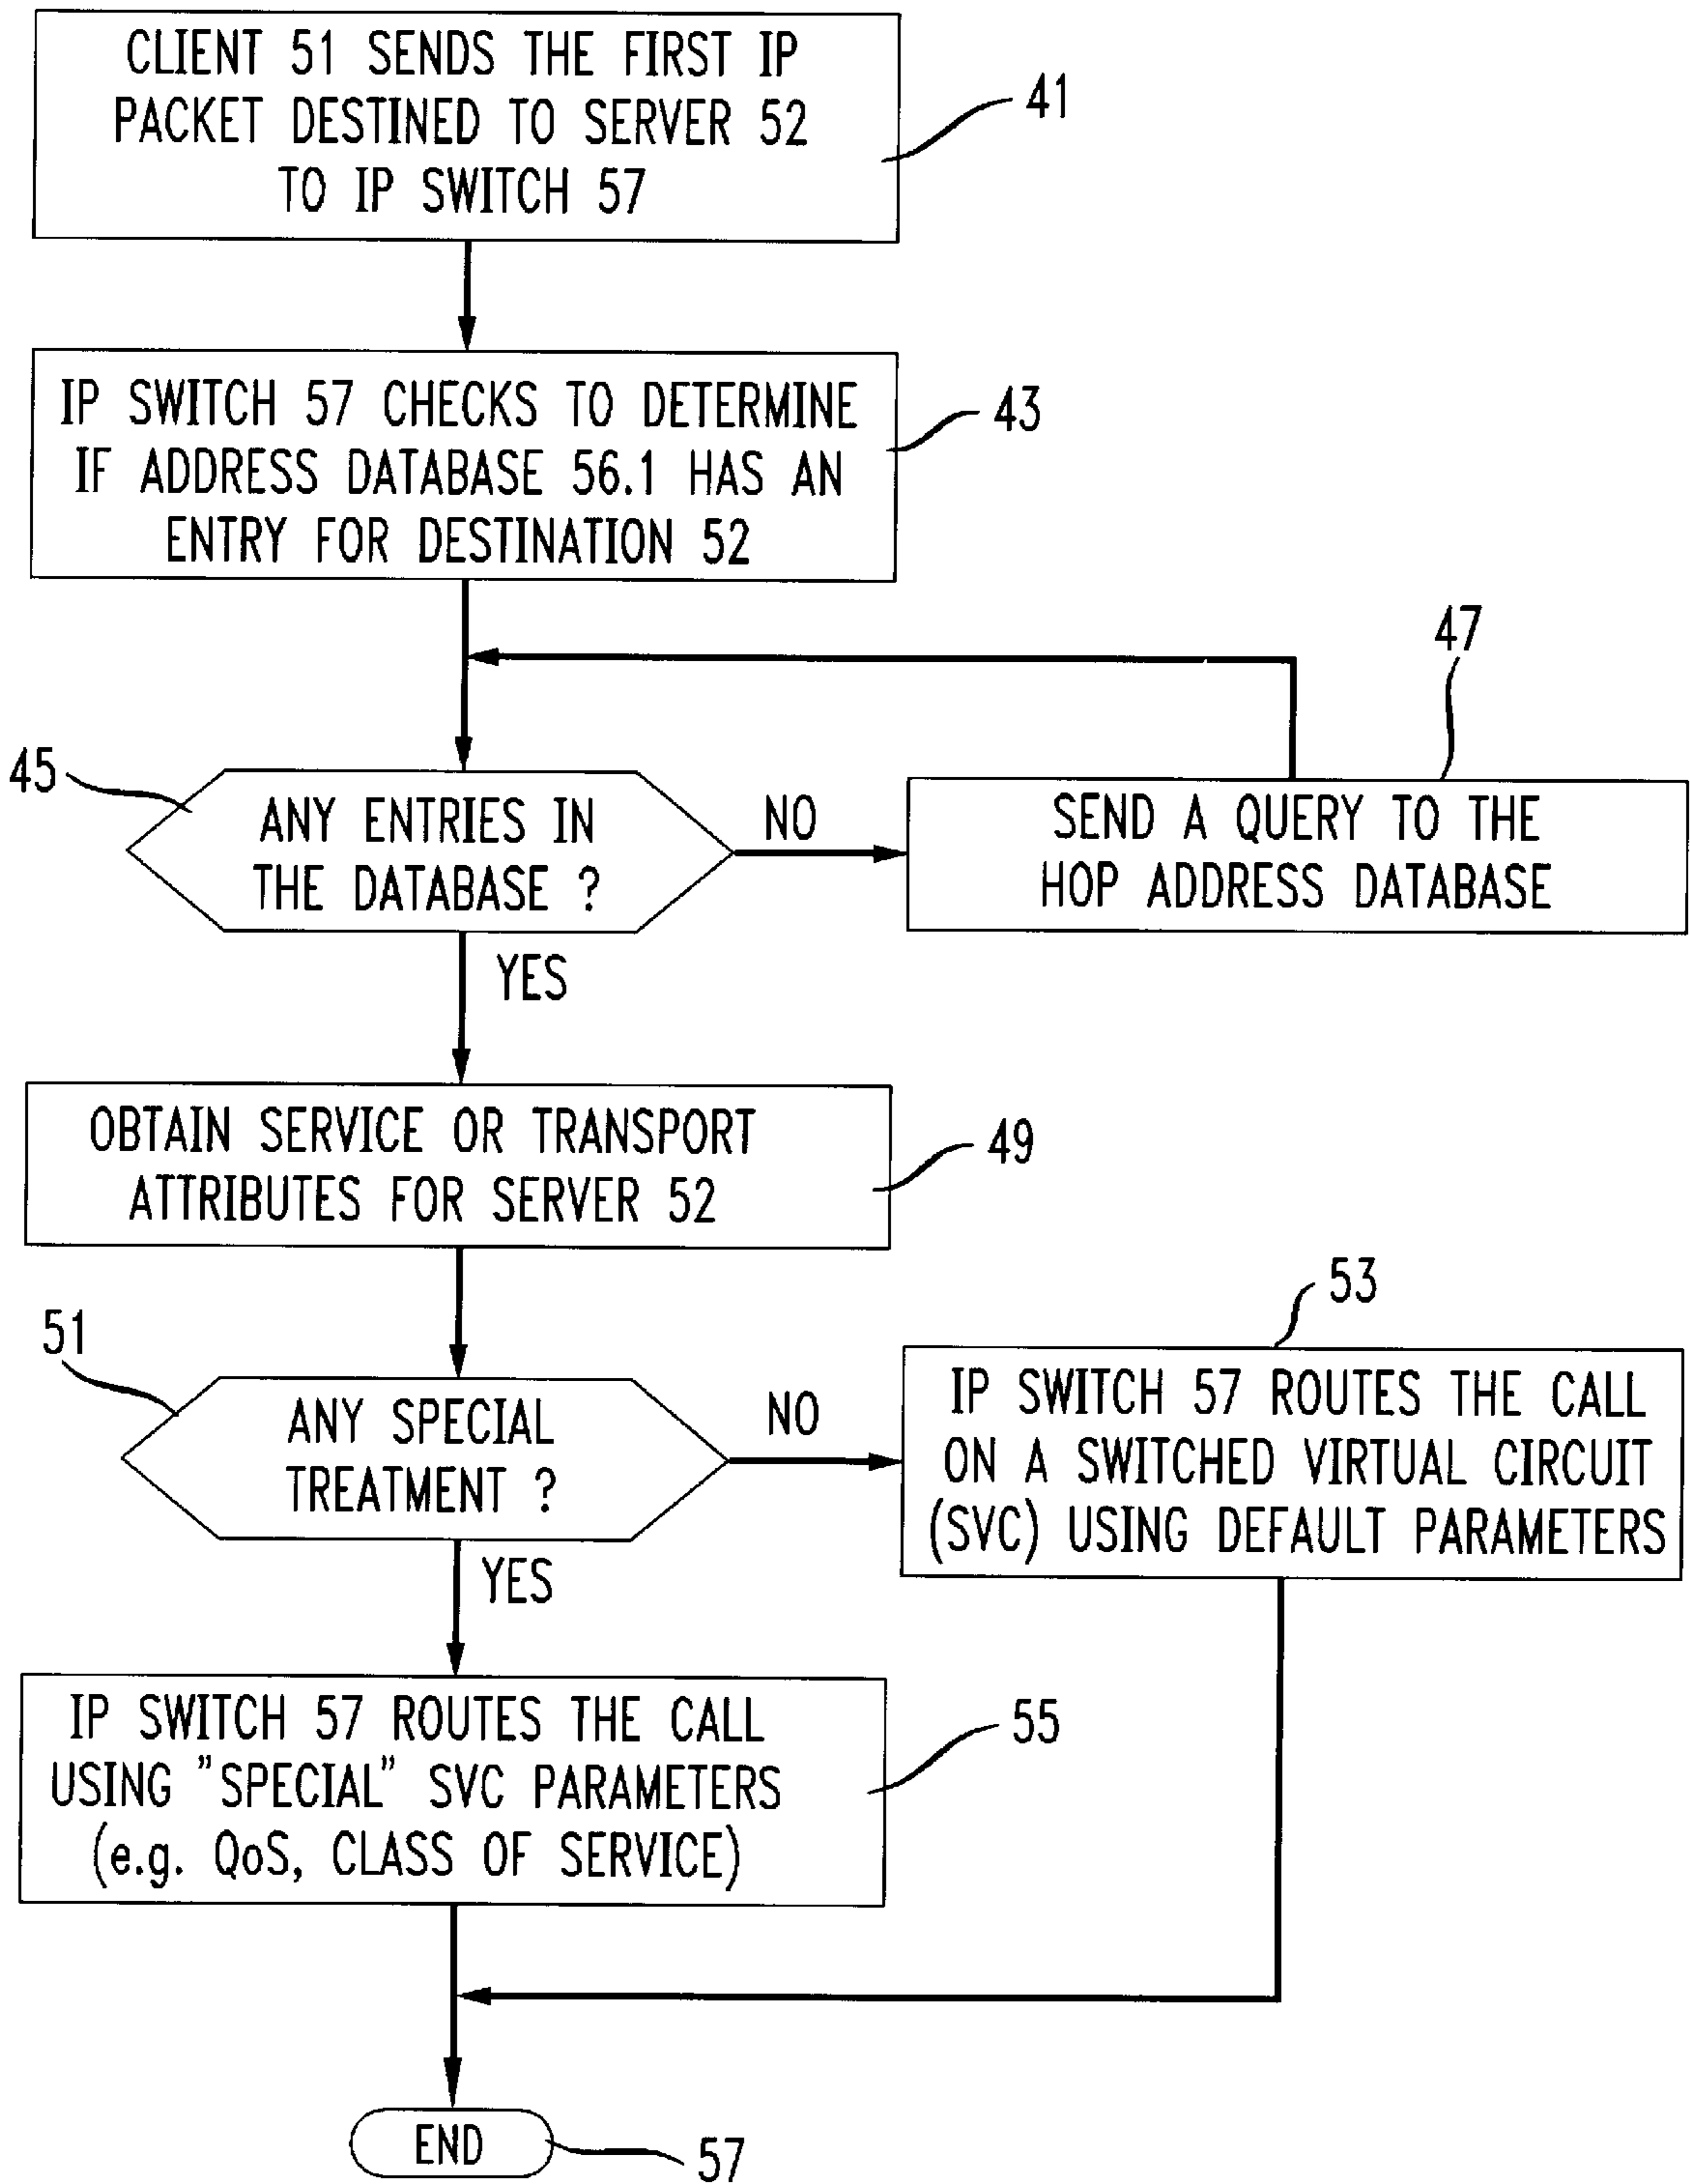 CLIENT 51 SENDS THE FIRST IP
PACKET DESTINED TO SERVER 52
TO IP SWITCH 57
41
IP SWITCH 57 CHECKS TO DETERMINE
IF ADDRESS DATABASE 56.1 HAS AN
ENTRY FOR DESTINATION 52
43
47
45
ANY ENTRIES IN
THE DATABASE ?
NO
SEND A QUERY TO THE
HOP ADDRESS DATABASE
YES
OBTAIN SERVICE OR TRANSPORT
ATTRIBUTES FOR SERVER 52
49
53
51
ANY SPECIAL
TREATMENT ?
NO
IP SWITCH 57 ROUTES THE CALL
ON A SWITCHED VIRTUAL CIRCUIT
(SVC) USING DEFAULT PARAMETERS
YES
IP SWITCH 57 ROUTES THE CALL
USING "SPECIAL" SVC PARAMETERS
(e.g. QoS, CLASS OF SERVICE)
55
END
57